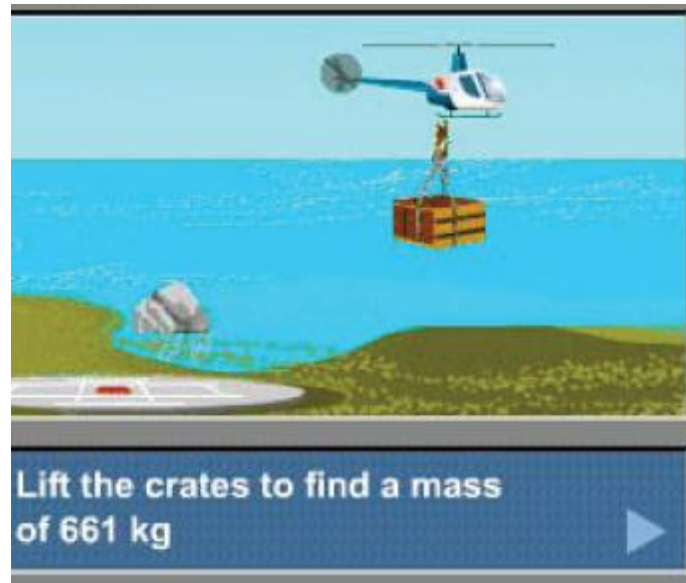 Lift the crates to find a mass
of 661 kg